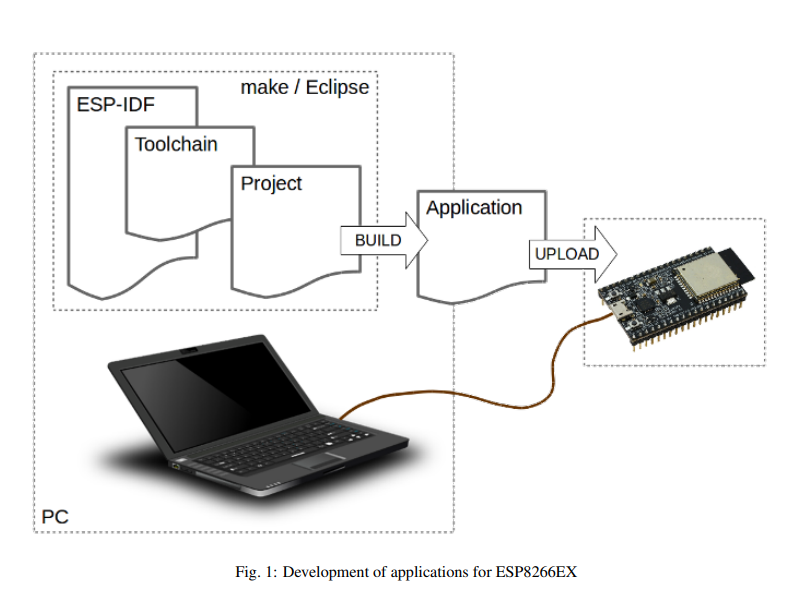 make / Eclipse
ESP-IDF
Toolchain
Project
BUILD
Application
UPLOAD
PC
Fig. 1: Development of applications for ESP8266EX